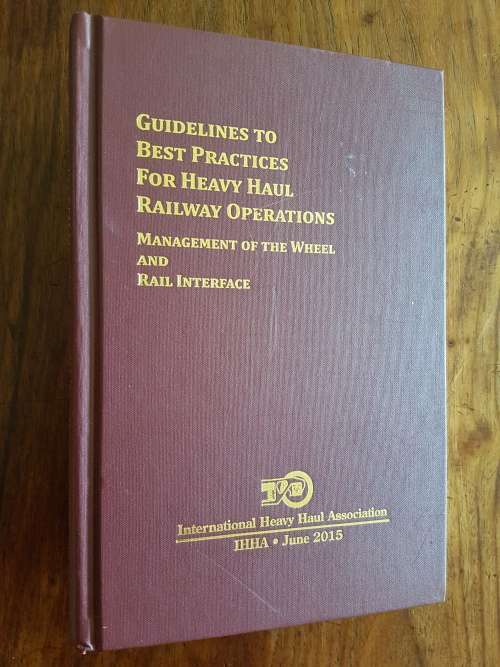 GUIDELINES TO
BEST PRACTICES
FOR HEAVY HAUL
RAILWAY OPERATIONS
MANAGEMENT OF THE WHEEL
AND
RAIL INTERFACE
International Heavy Haul Association
IHHA • June 2015